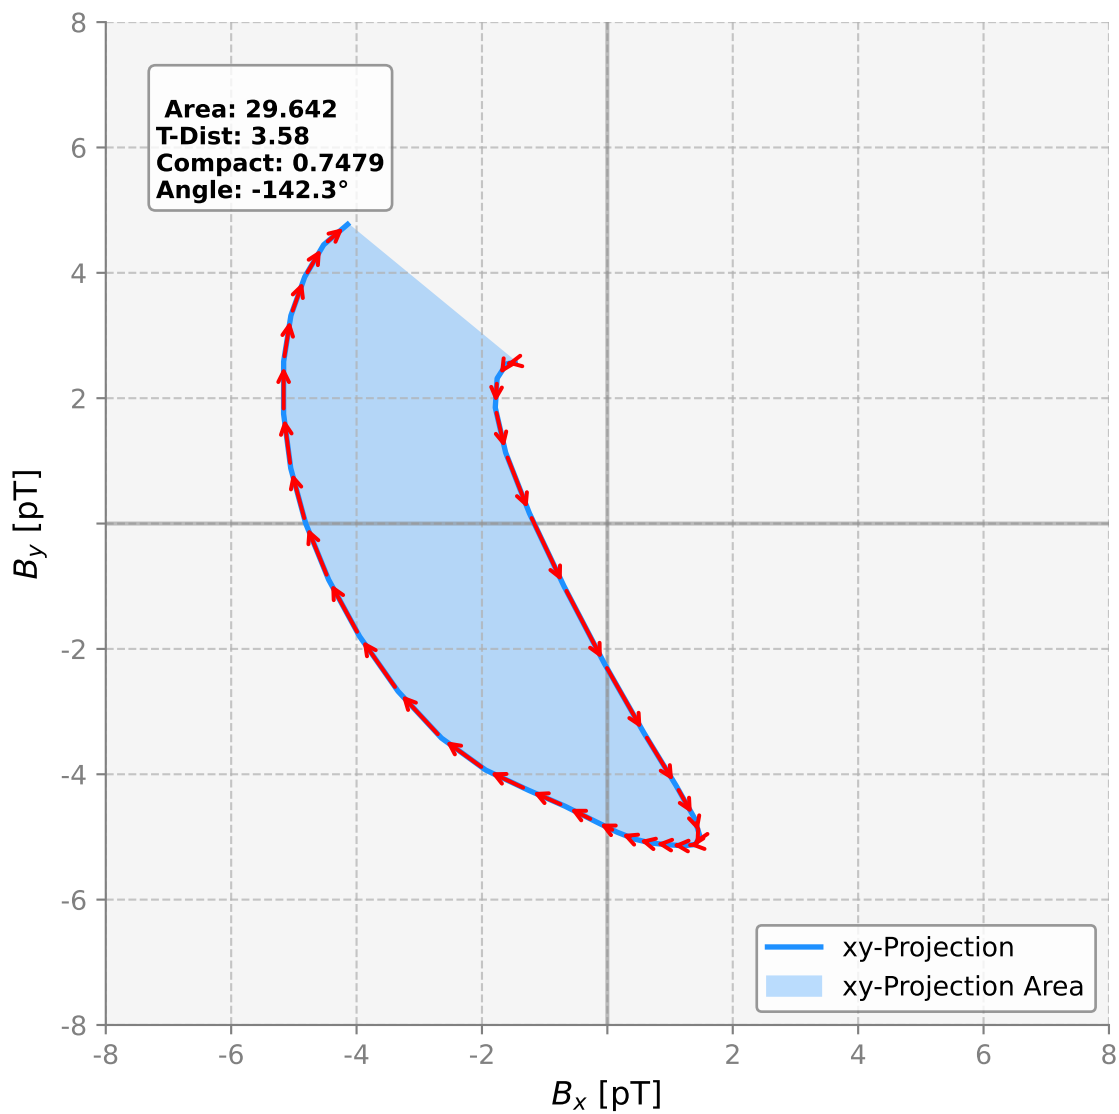 8
6
4
2
-2
-4
-6
-8
Area: 29.642
T-Dist: 3.58
Compact: 0.7479
Angle: -142.3°
xy-Projection
xy-Projection Area
-8 -6 -4 -2 2 4 6 8
B_x [pT]
B_y [pT]